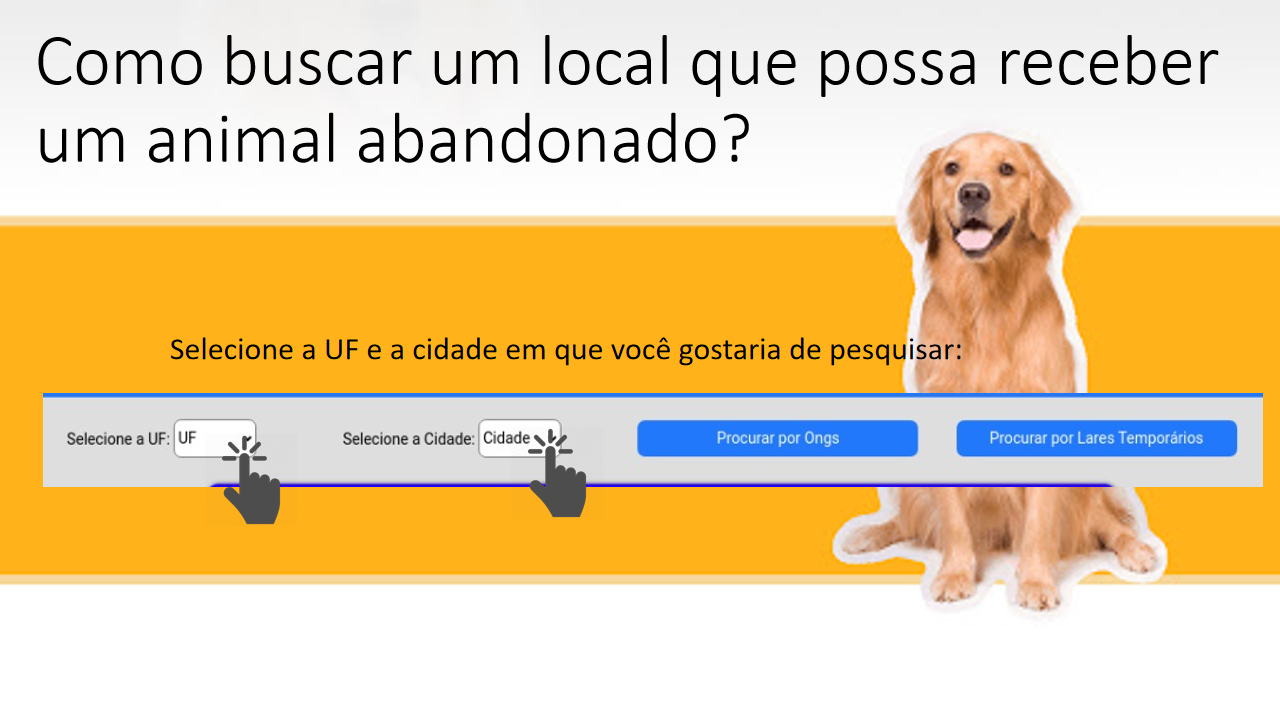 Como buscar um local que possa receber
um animal abandonado?
Selecione a UF e a cidade em que você gostaria de pesquisar:
Selecione a UF: UF Selecione a Cidade: Cidade Procurar por Ongs Procurar por Lares Temporários